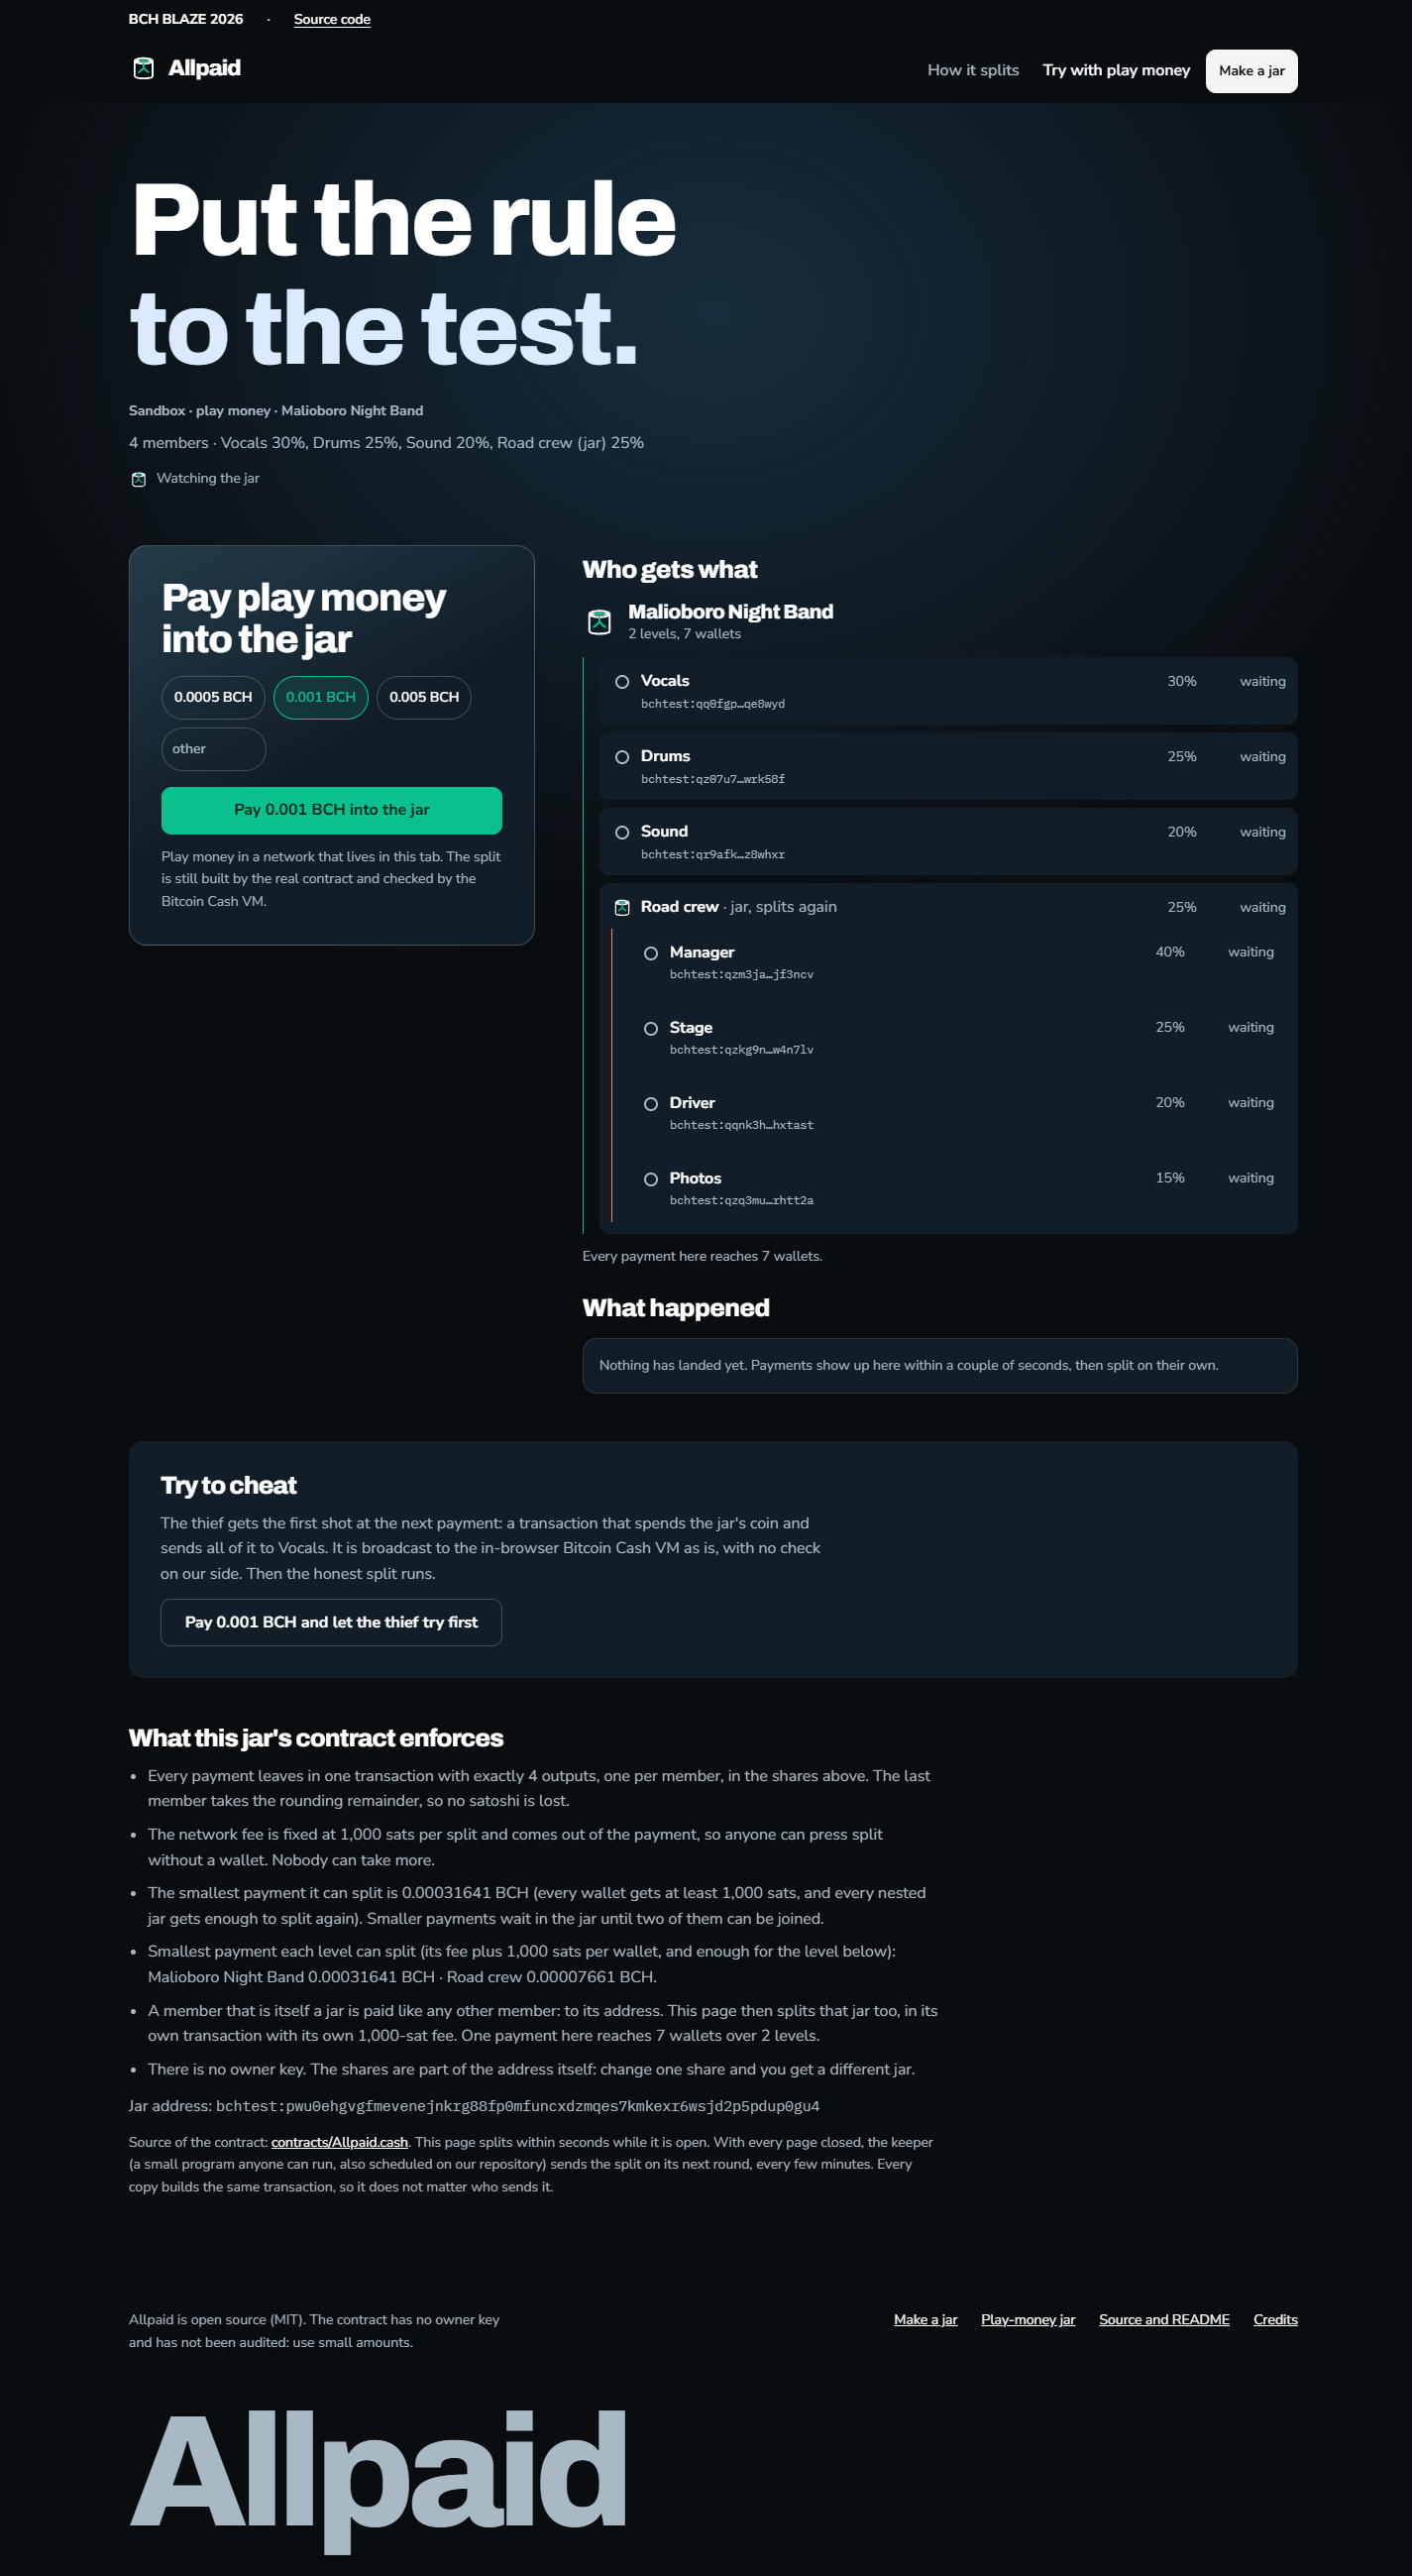 BCH BLAZE 2026 · Source code
Allpaid
How it splits
Try with play money
Make a jar
Put the rule
to the test.
Sandbox · play money · Malioboro Night Band
4 members · Vocals 30%, Drums 25%, Sound 20%, Road crew (jar) 25%
Watching the jar
Pay play money
into the jar
0.0005 BCH
0.001 BCH
0.005 BCH
other
Pay 0.001 BCH into the jar
Play money in a network that lives in this tab. The split
is still built by the real contract and checked by the
Bitcoin Cash VM.
Who gets what
Malioboro Night Band
2 levels, 7 wallets
Vocals 30% waiting
bchtest:qq0fgp…qe8wyd
Drums 25% waiting
bchtest:qz07u7…wrk58f
Sound 20% waiting
bchtest:qr9afk…z8whxr
Road crew · jar, splits again 25% waiting
Manager 40% waiting
bchtest:qzm3ja…jf3ncv
Stage 25% waiting
bchtest:qzkg9n…w4n7lv
Driver 20% waiting
bchtest:qqnk3h…hxtast
Photos 15% waiting
bchtest:qzq3mu…rhtt2a
Every payment here reaches 7 wallets.
What happened
Nothing has landed yet. Payments show up here within a couple of seconds, then split on their own.
Try to cheat
The thief gets the first shot at the next payment: a transaction that spends the jar's coin and
sends all of it to Vocals. It is broadcast to the in-browser Bitcoin Cash VM as is, with no check
on our side. Then the honest split runs.
Pay 0.001 BCH and let the thief try first
What this jar's contract enforces
• Every payment leaves in one transaction with exactly 4 outputs, one per member, in the shares above. The last
member takes the rounding remainder, so no satoshi is lost.
• The network fee is fixed at 1,000 sats per split and comes out of the payment, so anyone can press split
without a wallet. Nobody can take more.
• The smallest payment it can split is 0.00031641 BCH (every wallet gets at least 1,000 sats, and every nested
jar gets enough to split again). Smaller payments wait in the jar until two of them can be joined.
• Smallest payment each level can split (its fee plus 1,000 sats per wallet, and enough for the level below):
Malioboro Night Band 0.00031641 BCH · Road crew 0.00007661 BCH.
• A member that is itself a jar is paid like any other member: to its address. This page then splits that jar too, in its
own transaction with its own 1,000-sat fee. One payment here reaches 7 wallets over 2 levels.
• There is no owner key. The shares are part of the address itself: change one share and you get a different jar.
Jar address: bchtest:pwu0ehgvgfmevenejnkrg88fp0mfuncxdzmqes7kmkexr6wsjd2p5pdup0gu4
Source of the contract: contracts/Allpaid.cash. This page splits within seconds while it is open. With every page closed, the keeper
(a small program anyone can run, also scheduled on our repository) sends the split on its next round, every few minutes. Every
copy builds the same transaction, so it does not matter who sends it.
Allpaid is open source (MIT). The contract has no owner key
and has not been audited: use small amounts.
Make a jar
Play-money jar
Source and README
Credits
Allpaid